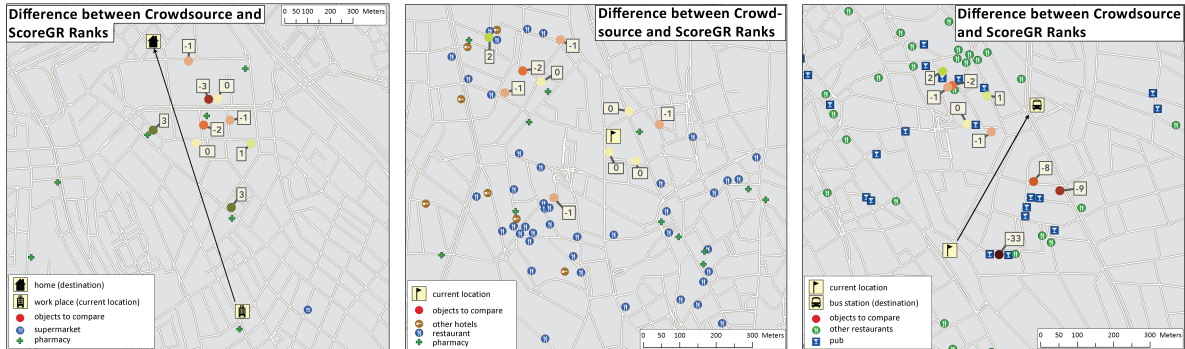 Difference between Crowdsource and
ScoreGR Ranks
0 50 100 200 300 Meters
-1
-3
0
3
-1
-2
0
1
3
home (destination)
work place (current location)
objects to compare
supermarket
pharmacy
Difference between Crowd-
source and ScoreGR Ranks
-1
2
-2
0
-1
0
-1
0
0
-1
current location
objects to compare
other hotels
restaurant
pharmacy
0 50 100 200 300 Meters
Difference between Crowdsource
and ScoreGR Ranks
2
-2
-1
1
0
-1
-8
-9
-33
current location
bus station (destination)
objects to compare
other restaurants
pub
0 50 100 200 300 Meters